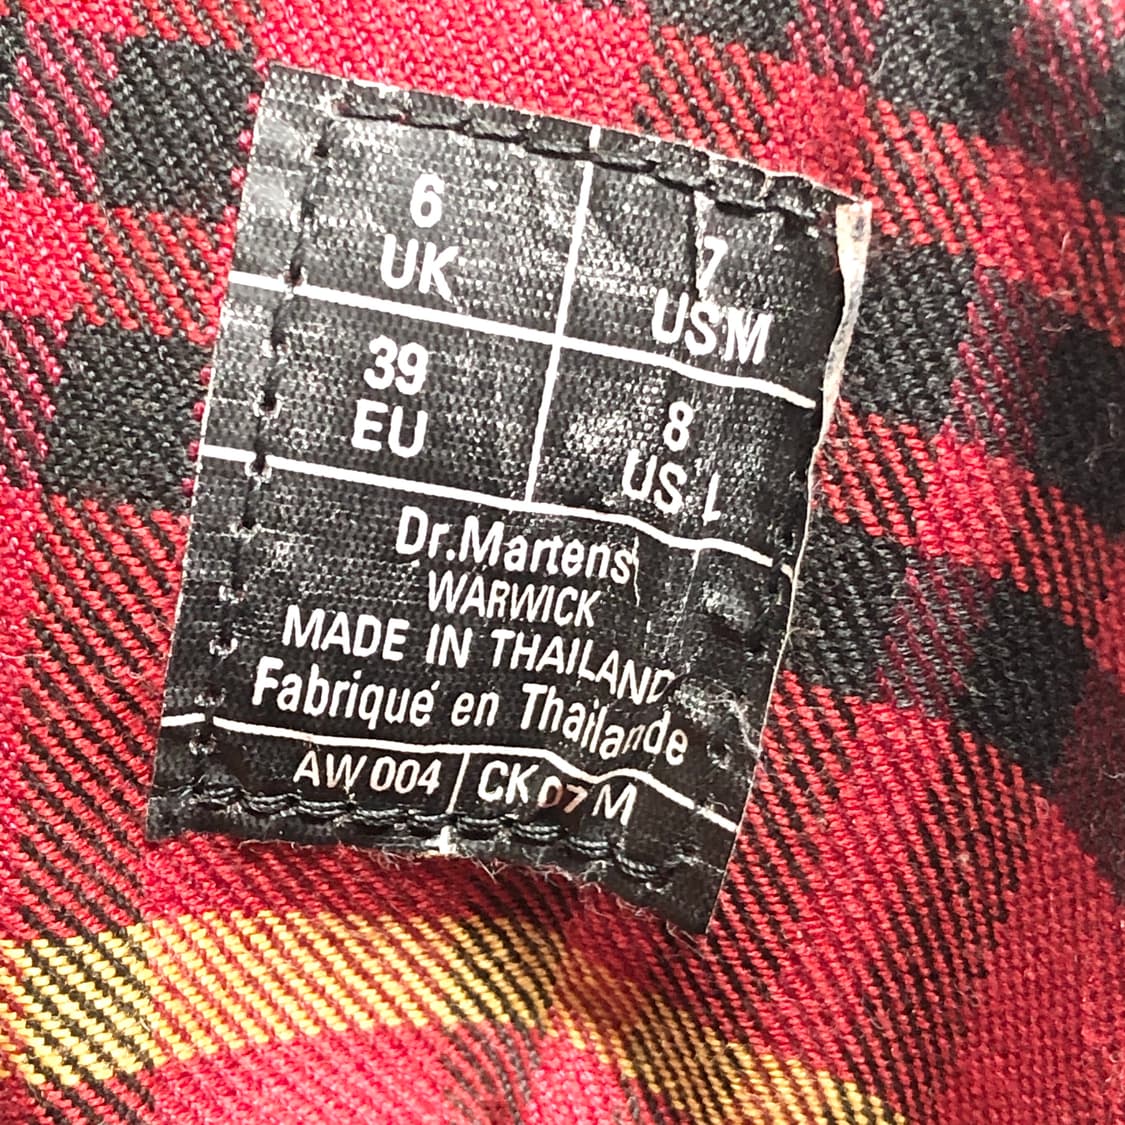 6
UK
7
USM
39
EU
8
US L
Dr.Martens
WARWICK
MADE IN THAILAND
Fabriqué en Thailande
AW 004 CK 07 M